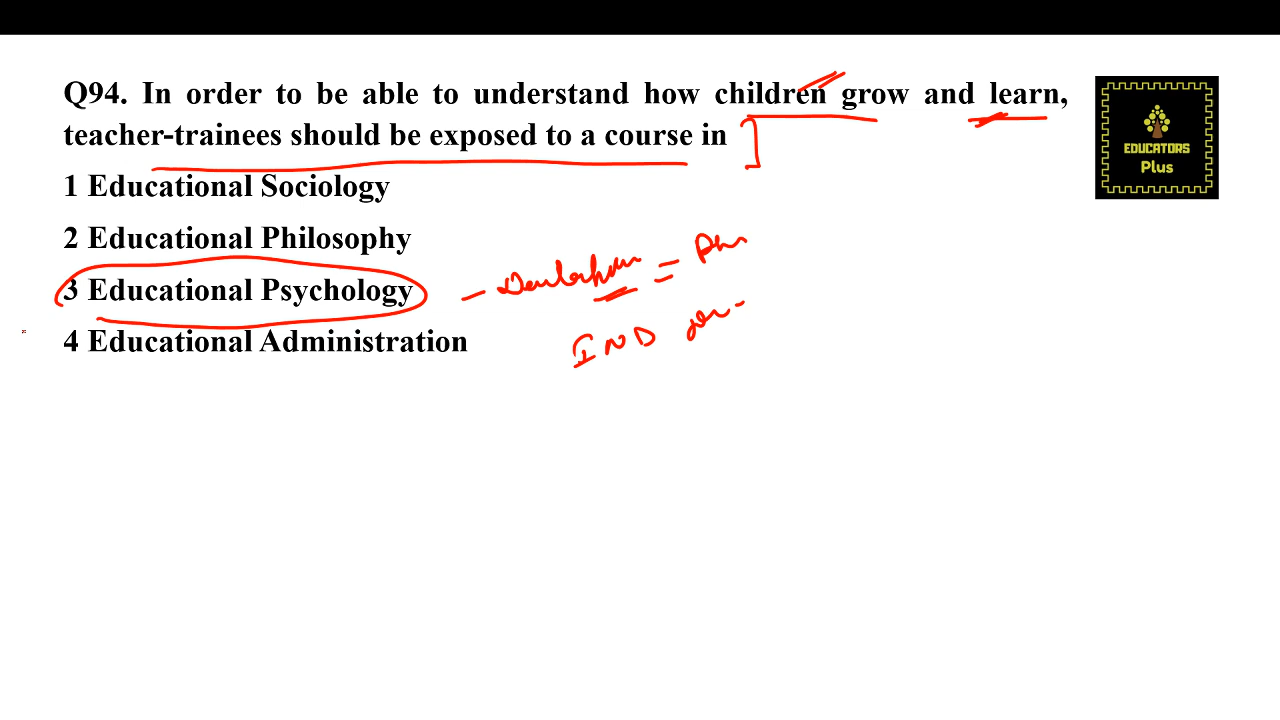 Q94. In order to be able to understand how children grow and learn,
teacher-trainees should be exposed to a course in
EDUCATORS
Plus
1 Educational Sociology
2 Educational Philosophy
3 Educational Psychology
4 Educational Administration
IND